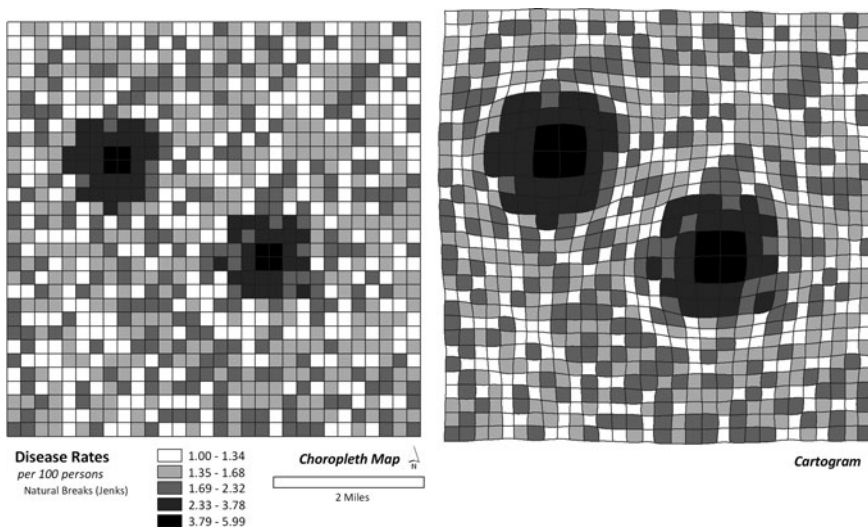 Disease Rates
per 100 persons
Natural Breaks (Jenks)
1.00 - 1.34
1.35 - 1.68
1.69 - 2.32
2.33 - 3.78
3.79 - 5.99
Choropleth Map
N
2 Miles
Cartogram